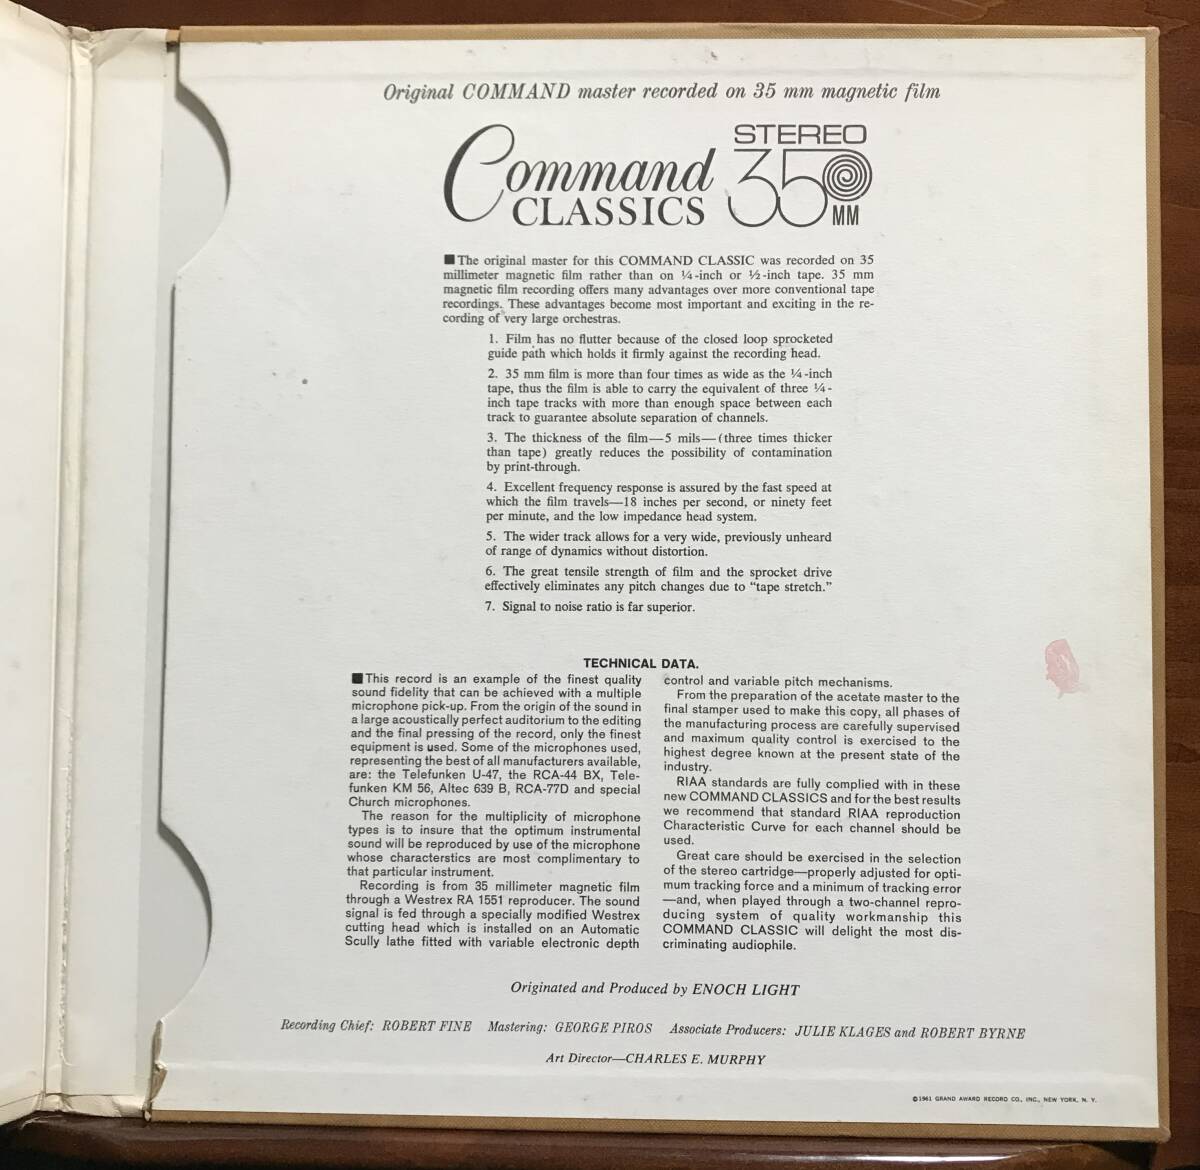 Original COMMAND master recorded on 35 mm magnetic film
Command
CLASSICS
STEREO
35
MM
■ The original master for this COMMAND CLASSIC was recorded on 35
millimeter magnetic film rather than on ¼-inch or ½-inch tape. 35 mm
magnetic film recording offers many advantages over more conventional tape
recordings. These advantages become most important and exciting in the re-
cording of very large orchestras.
1. Film has no flutter because of the closed loop sprocketed
guide path which holds it firmly against the recording head.
2. 35 mm film is more than four times as wide as the ¼-inch
tape, thus the film is able to carry the equivalent of three ¼-
inch tape tracks with more than enough space between each
track to guarantee absolute separation of channels.
3. The thickness of the film—5 mils—(three times thicker
than tape) greatly reduces the possibility of contamination
by print-through.
4. Excellent frequency response is assured by the fast speed at
which the film travels—18 inches per second, or ninety feet
per minute, and the low impedance head system.
5. The wider track allows for a very wide, previously unheard
of range of dynamics without distortion.
6. The great tensile strength of film and the sprocket drive
effectively eliminates any pitch changes due to "tape stretch."
7. Signal to noise ratio is far superior.
TECHNICAL DATA.
■ This record is an example of the finest quality
sound fidelity that can be achieved with a multiple
microphone pick-up. From the origin of the sound in
a large acoustically perfect auditorium to the editing
and the final pressing of the record, only the finest
equipment is used. Some of the microphones used,
representing the best of all manufacturers available,
are: the Telefunken U-47, the RCA-44 BX, Tele-
funken KM 56, Altec 639 B, RCA-77D and special
Church microphones.
The reason for the multiplicity of microphone
types is to insure that the optimum instrumental
sound will be reproduced by use of the microphone
whose characterstics are most complimentary to
that particular instrument.
Recording is from 35 millimeter magnetic film
through a Westrex RA 1551 reproducer. The sound
signal is fed through a specially modified Westrex
cutting head which is installed on an Automatic
Scully lathe fitted with variable electronic depth
control and variable pitch mechanisms.
From the preparation of the acetate master to the
final stamper used to make this copy, all phases of
the manufacturing process are carefully supervised
and maximum quality control is exercised to the
highest degree known at the present state of the
industry.
RIAA standards are fully complied with in these
new COMMAND CLASSICS and for the best results
we recommend that standard RIAA reproduction
Characteristic Curve for each channel should be
used.
Great care should be exercised in the selection
of the stereo cartridge—properly adjusted for opti-
mum tracking force and a minimum of tracking error
—and, when played through a two-channel repro-
ducing system of quality workmanship this
COMMAND CLASSIC will delight the most dis-
criminating audiophile.
Originated and Produced by ENOCH LIGHT
Recording Chief: ROBERT FINE Mastering: GEORGE PIROS Associate Producers: JULIE KLAGES and ROBERT BYRNE
Art Director—CHARLES E. MURPHY
©1961 GRAND AWARD RECORD CO., INC., NEW YORK, N. Y.